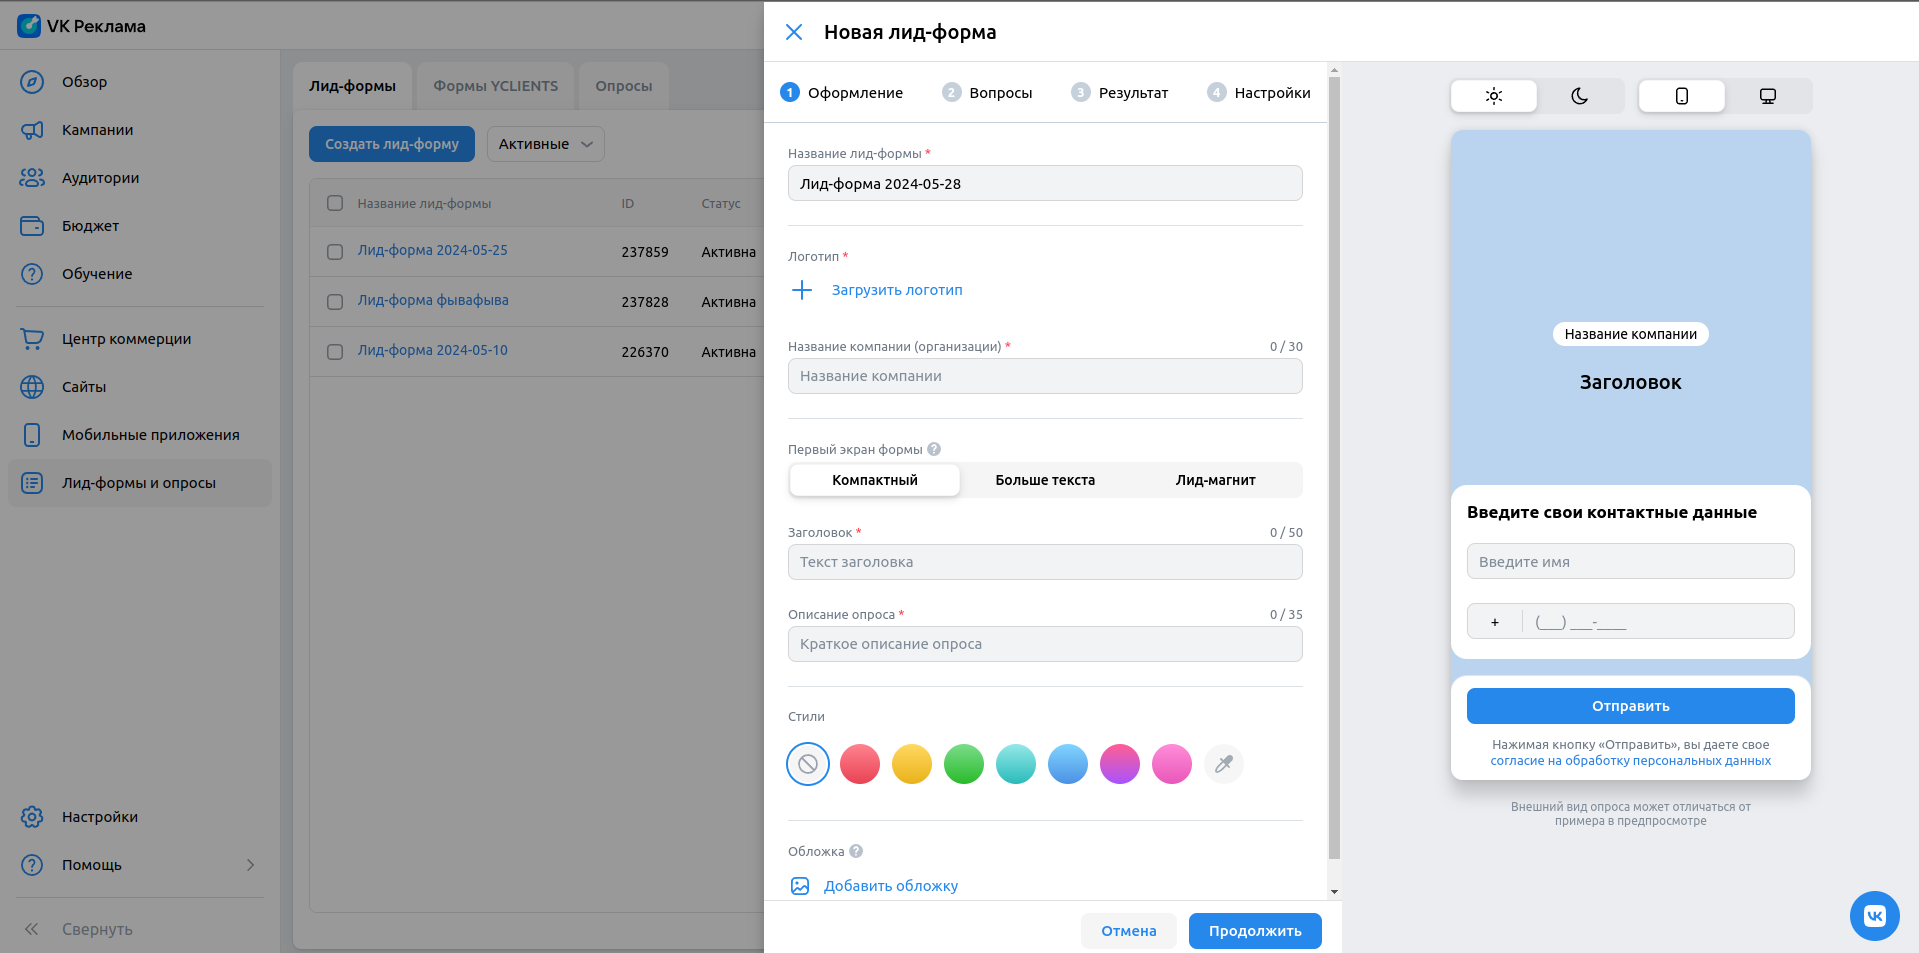 VK Реклама
Обзор
Кампании
Аудитории
Бюджет
Обучение
Центр коммерции
Сайты
Мобильные приложения
Лид-формы и опросы
Настройки
Помощь
Свернуть
Лид-формы
Формы YCLIENTS
Опросы
Создать лид-форму
Активные
Название лид-формы ID Статус
Лид-форма 2024-05-25 237859 Активна
Лид-форма фывафыва 237828 Активна
Лид-форма 2024-05-10 226370 Активна
Новая лид-форма
1 Оформление 2 Вопросы 3 Результат 4 Настройки
Название лид-формы *
Лид-форма 2024-05-28
Логотип *
Загрузить логотип
Название компании (организации) * 0 / 30
Название компании
Первый экран формы ?
Компактный Больше текста Лид-магнит
Заголовок * 0 / 50
Текст заголовка
Описание опроса * 0 / 35
Краткое описание опроса
Стили
Обложка ?
Добавить обложку
Отмена Продолжить
Название компании
Заголовок
Введите свои контактные данные
Введите имя
+ (___) ___-____
Отправить
Нажимая кнопку «Отправить», вы даете свое
согласие на обработку персональных данных
Внешний вид опроса может отличаться от
примера в предпросмотре